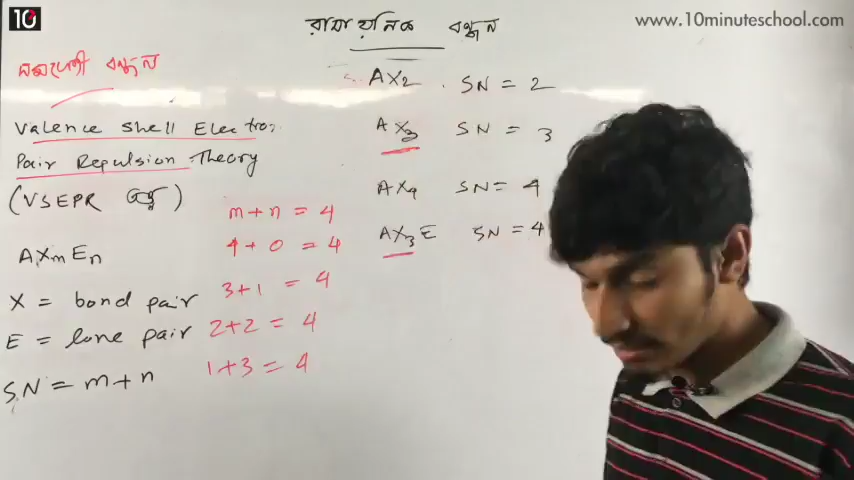 10
www.10minuteschool.com
রাসায়নিক বন্ধন
সমযোজী বন্ধন
Valence Shell Electron
Pair Repulsion Theory
(VSEPR তত্ত্ব)
AXmEn
X = bond pair
E = lone pair
SN = m+n
m+n = 4
4+0 = 4
3+1 = 4
2+2 = 4
1+3 = 4
AX2 SN = 2
AX3 SN = 3
AX4 SN = 4
AX3E SN = 4